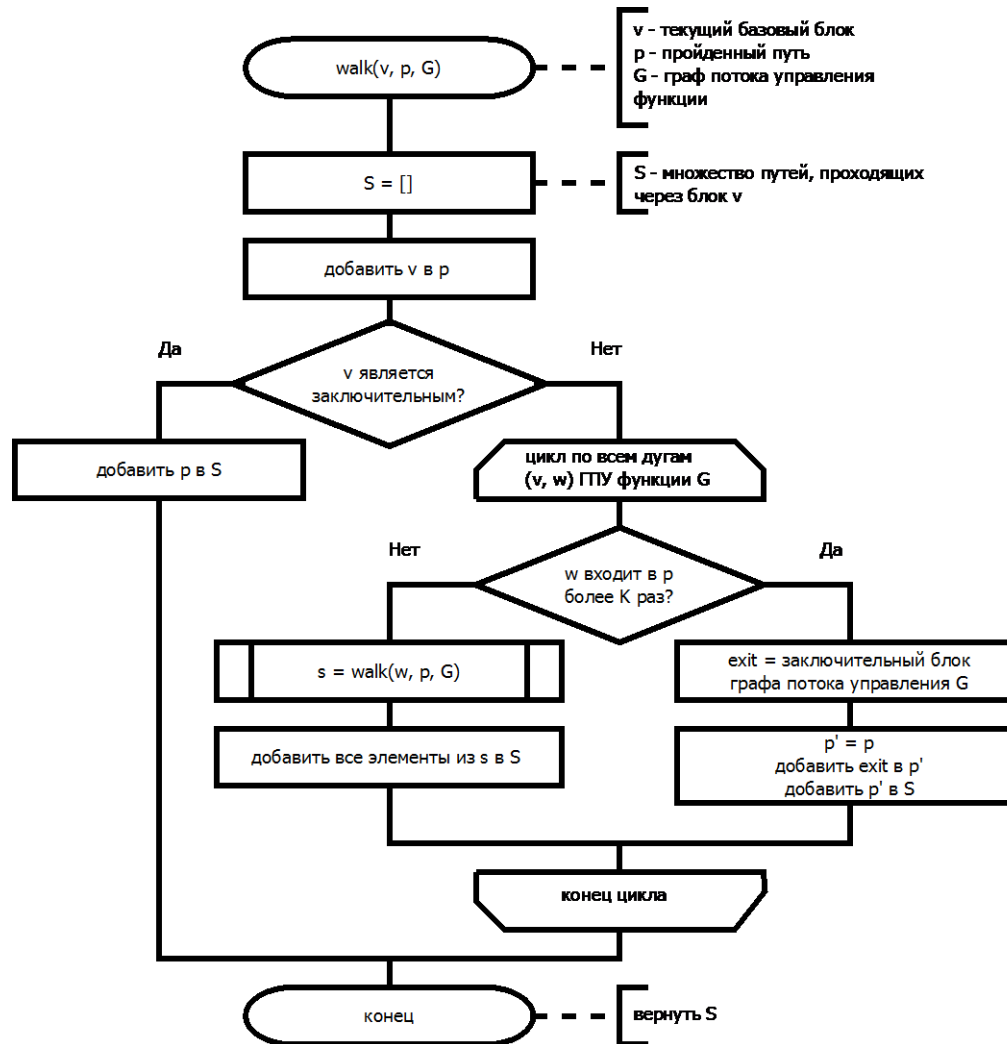 walk(v, p, G)
v - текущий базовый блок
p - пройденный путь
G - граф потока управления
функции
S = []
S - множество путей, проходящих
через блок v
добавить v в p
Да
Нет
v является
заключительным?
добавить p в S
цикл по всем дугам
(v, w) ГПУ функции G
Нет
Да
w входит в p
более K раз?
s = walk(w, p, G)
добавить все элементы из s в S
exit = заключительный блок
графа потока управления G
p' = p
добавить exit в p'
добавить p' в S
конец цикла
конец
вернуть S